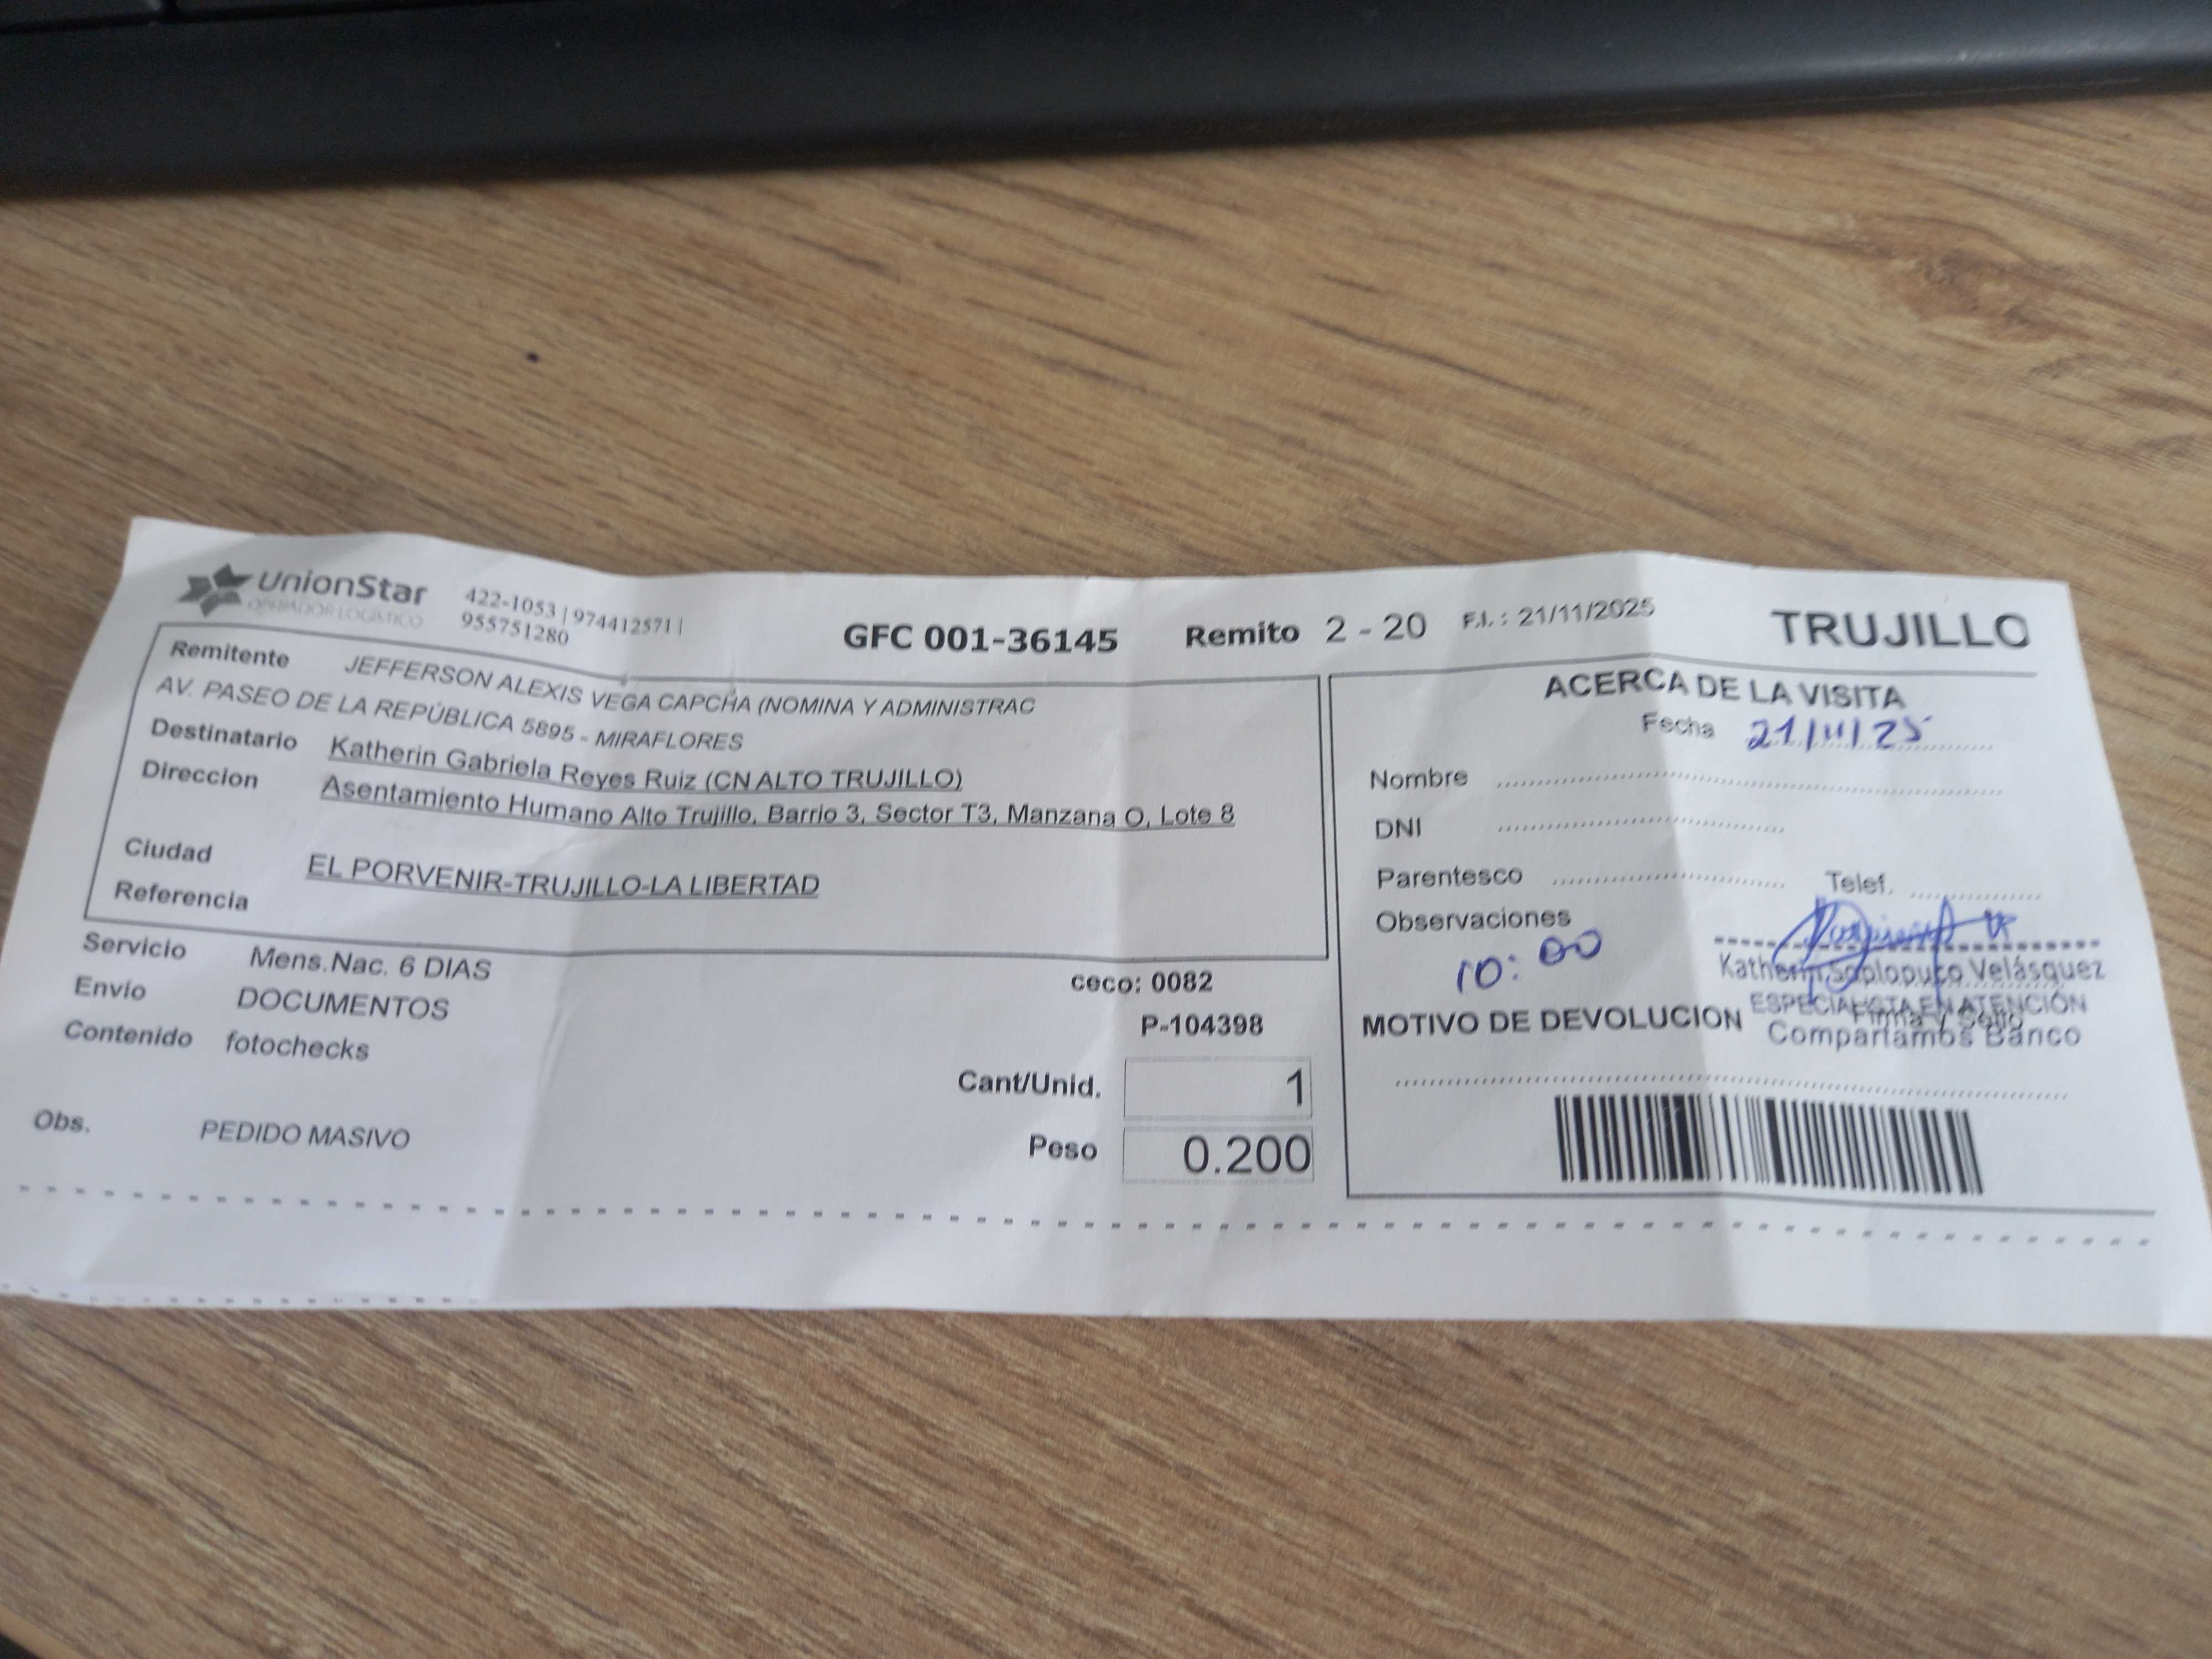 UnionStar
OPERADOR LOGÍSTICO
422-1053 | 974412571 |
955751280
GFC 001-36145
Remito 2 - 20
F.I. : 21/11/2025
TRUJILLO
Remitente JEFFERSON ALEXIS VEGA CAPCHA (NOMINA Y ADMINISTRAC
AV. PASEO DE LA REPÚBLICA 5895 - MIRAFLORES
Destinatario Katherin Gabriela Reyes Ruiz (CN ALTO TRUJILLO)
Direccion Asentamiento Humano Alto Trujillo, Barrio 3, Sector T3, Manzana O, Lote 8
Ciudad EL PORVENIR-TRUJILLO-LA LIBERTAD
Referencia
Servicio Mens.Nac. 6 DIAS
Envio DOCUMENTOS
Contenido fotochecks
Obs. PEDIDO MASIVO
ceco: 0082
P-104398
Cant/Unid. 1
Peso 0.200
ACERCA DE LA VISITA
Fecha 21/11/25
Nombre
DNI
Parentesco Telef.
Observaciones
10:00
Katherin Soplopuco Velásquez
ESPECIALISTA EN ATENCIÓN
Firma y Sello
Compartamos Banco
MOTIVO DE DEVOLUCION